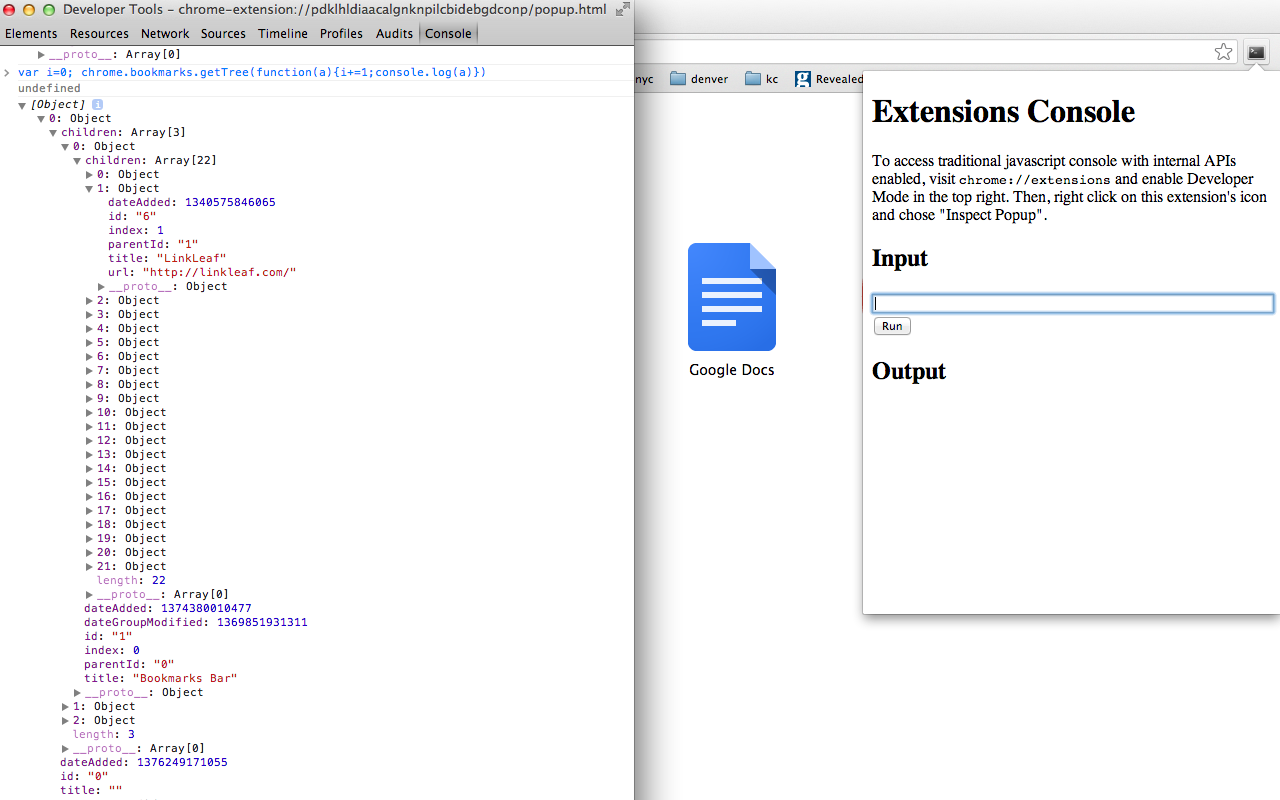 Developer Tools - chrome-extension://pdklhldiaacalgnknpilcbidebgdconp/popup.html
Elements Resources Network Sources Timeline Profiles Audits Console
__proto__: Array[0]
var i=0; chrome.bookmarks.getTree(function(a){i+=1;console.log(a)})
undefined
[Object] i
0: Object
children: Array[3]
0: Object
children: Array[22]
0: Object
1: Object
dateAdded: 1340575846065
id: "6"
index: 1
parentId: "1"
title: "LinkLeaf"
url: "http://linkleaf.com/"
__proto__: Object
2: Object
3: Object
4: Object
5: Object
6: Object
7: Object
8: Object
9: Object
10: Object
11: Object
12: Object
13: Object
14: Object
15: Object
16: Object
17: Object
18: Object
19: Object
20: Object
21: Object
length: 22
__proto__: Array[0]
dateAdded: 1374380010477
dateGroupModified: 1369851931311
id: "1"
index: 0
parentId: "0"
title: "Bookmarks Bar"
__proto__: Object
1: Object
2: Object
length: 3
__proto__: Array[0]
dateAdded: 1376249171055
id: "0"
title: ""
nyc denver kc g Revealed
Google Docs
Extensions Console
To access traditional javascript console with internal APIs
enabled, visit chrome://extensions and enable Developer
Mode in the top right. Then, right click on this extension's icon
and chose "Inspect Popup".
Input
Run
Output